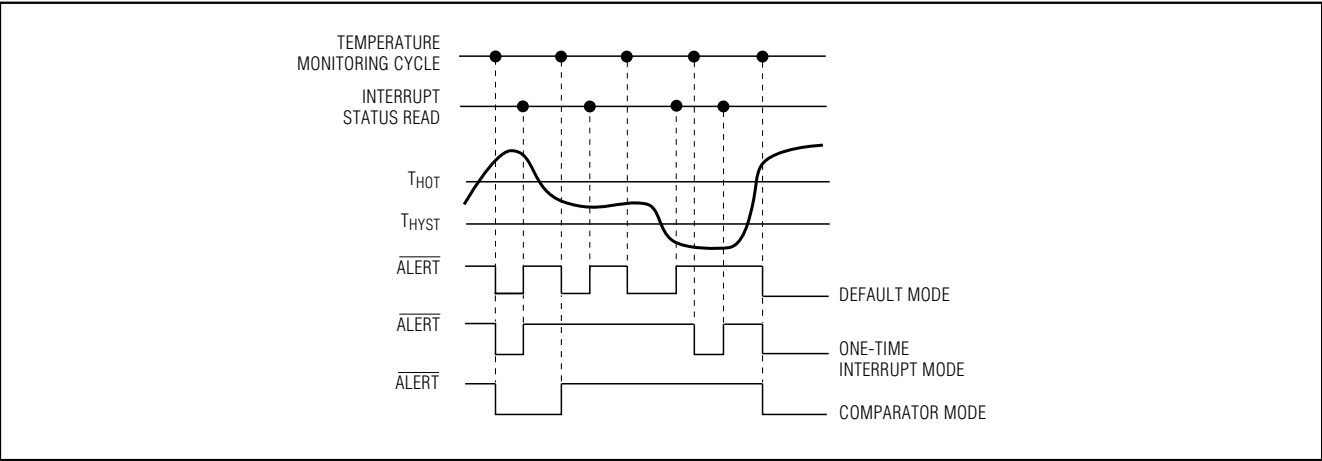 TEMPERATURE
MONITORING CYCLE
INTERRUPT
STATUS READ
THOT
THYST
ALERT
DEFAULT MODE
ALERT
ONE-TIME
INTERRUPT MODE
ALERT
COMPARATOR MODE